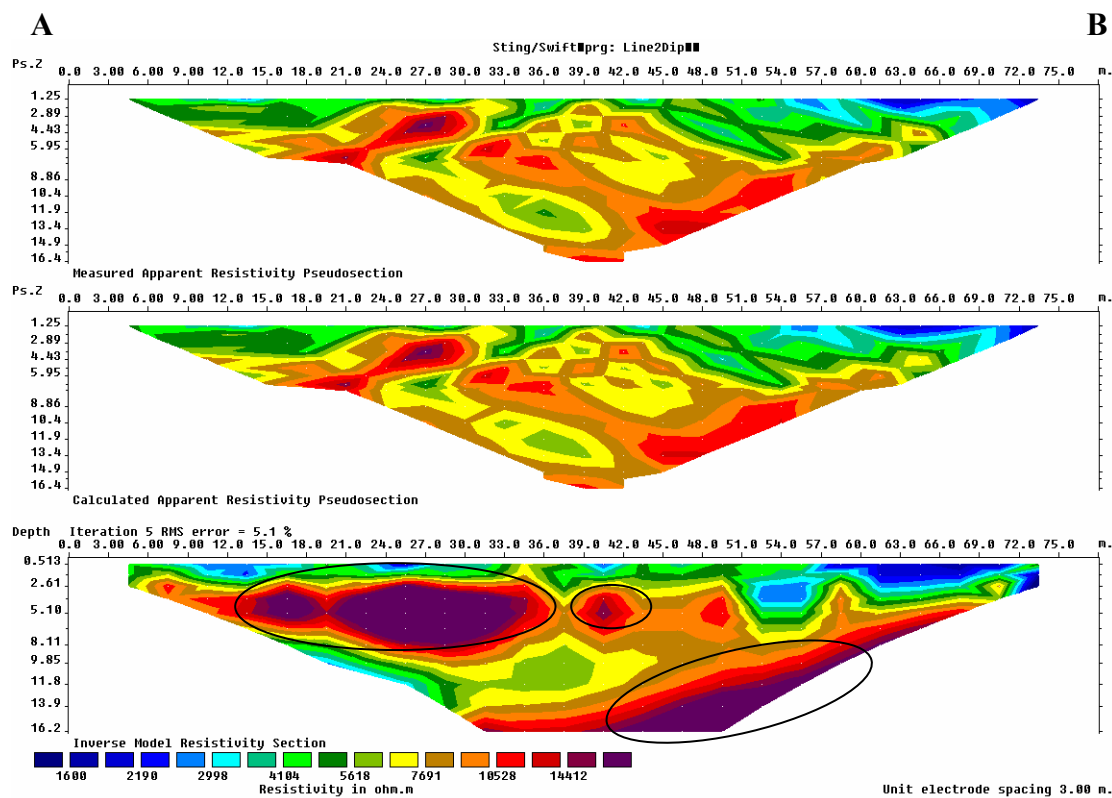 A B
Sting/Swift■prg: Line2Dip■■
Ps.Z 0.0 3.00 6.00 9.00 12.0 15.0 18.0 21.0 24.0 27.0 30.0 33.0 36.0 39.0 42.0 45.0 48.0 51.0 54.0 57.0 60.0 63.0 66.0 69.0 72.0 75.0 m.
1.25
2.89
4.43
5.95
8.86
10.4
11.9
13.4
14.9
16.4
Measured Apparent Resistivity Pseudosection
Ps.Z 0.0 3.00 6.00 9.00 12.0 15.0 18.0 21.0 24.0 27.0 30.0 33.0 36.0 39.0 42.0 45.0 48.0 51.0 54.0 57.0 60.0 63.0 66.0 69.0 72.0 75.0 m.
1.25
2.89
4.43
5.95
8.86
10.4
11.9
13.4
14.9
16.4
Calculated Apparent Resistivity Pseudosection
Depth Iteration 5 RMS error = 5.1 %
0.0 3.00 6.00 9.00 12.0 15.0 18.0 21.0 24.0 27.0 30.0 33.0 36.0 39.0 42.0 45.0 48.0 51.0 54.0 57.0 60.0 63.0 66.0 69.0 72.0 75.0 m.
0.513
2.61
5.10
8.11
9.85
11.8
13.9
16.2
Inverse Model Resistivity Section
1600 2190 2998 4104 5618 7691 10528 14412
Resistivity in ohm.m Unit electrode spacing 3.00 m.